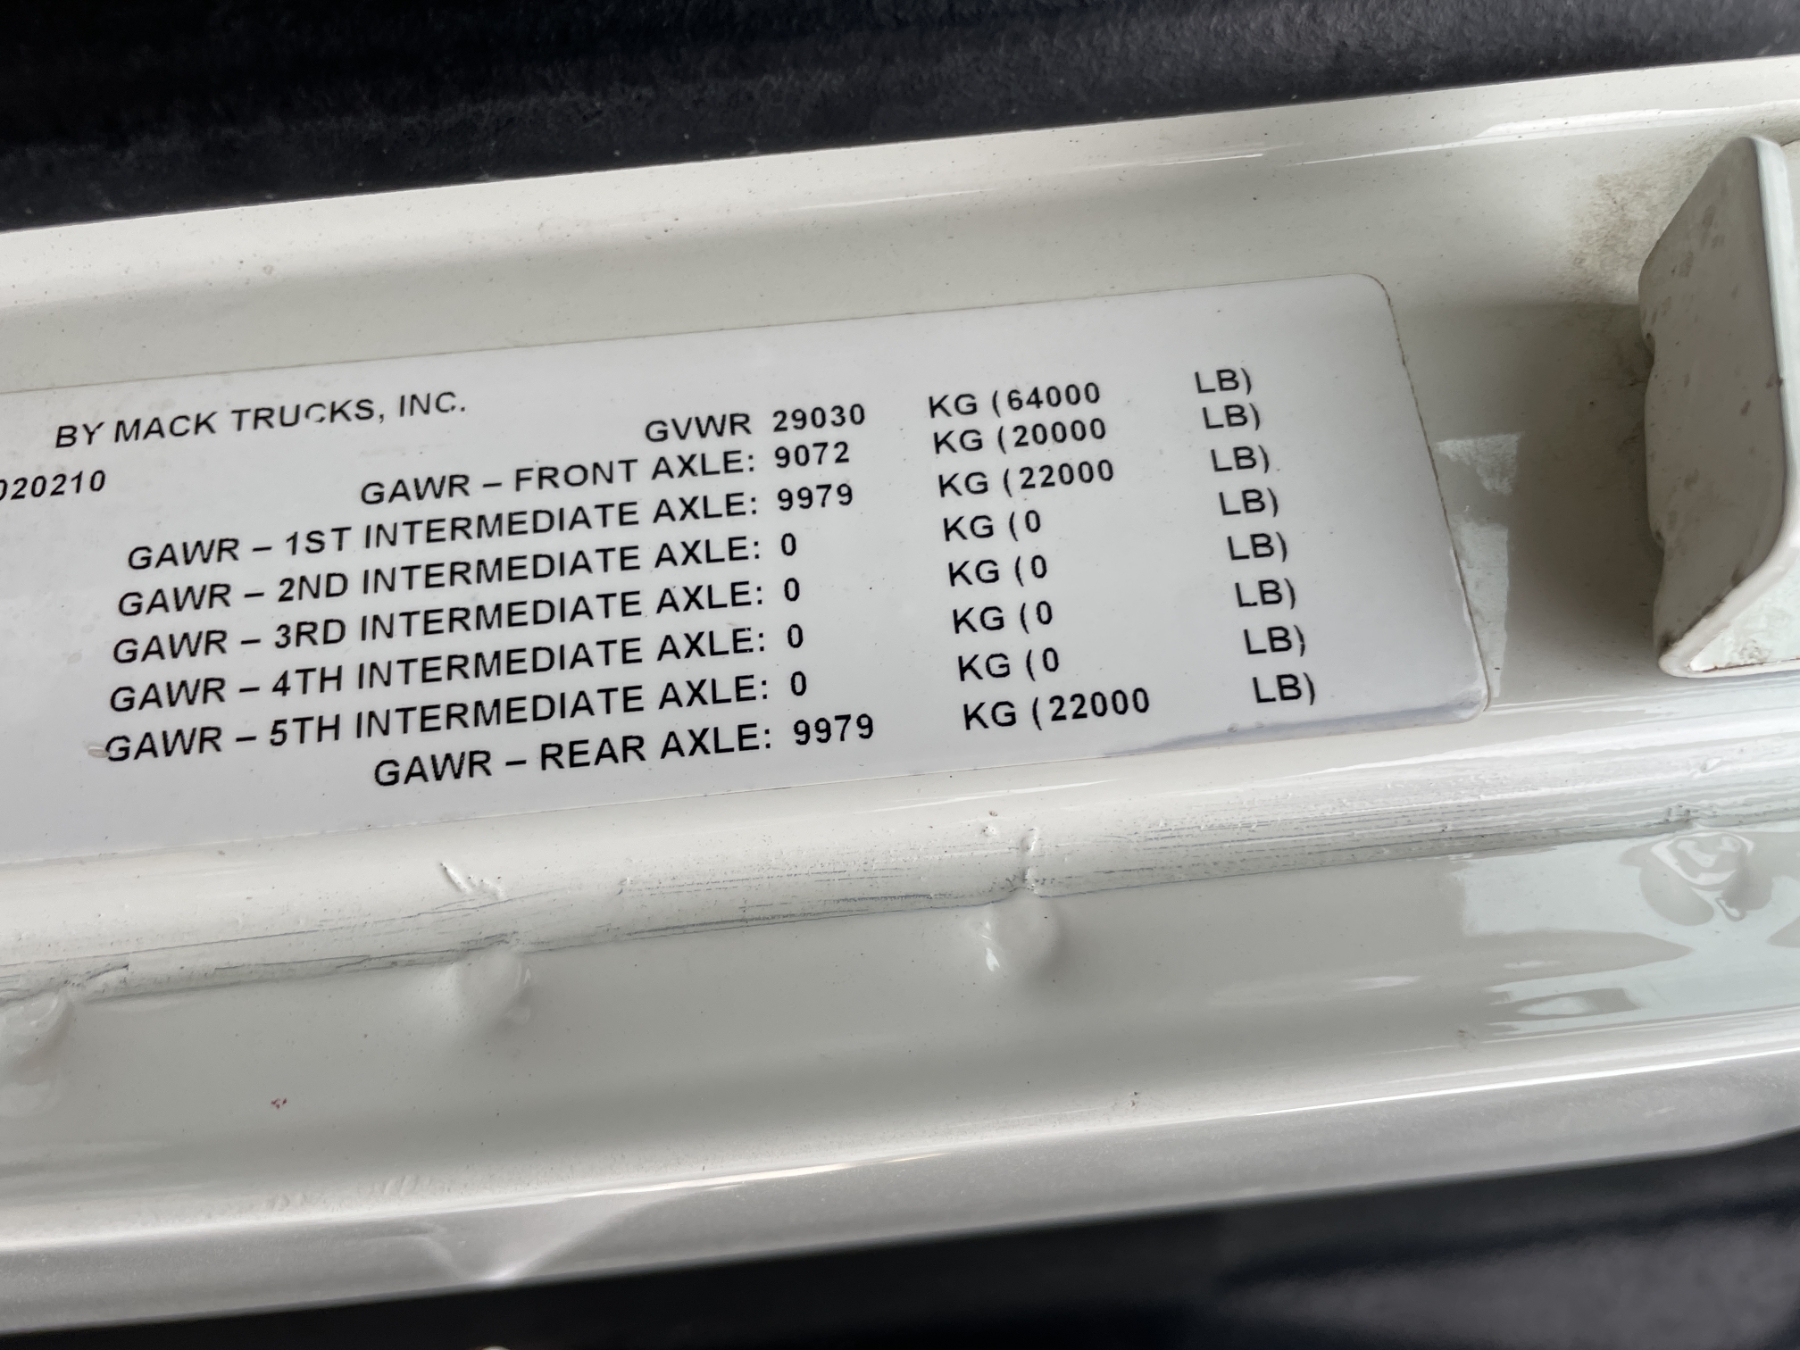 BY MACK TRUCKS, INC.
020210
GVWR 29030 KG (64000 LB)
GAWR – FRONT AXLE: 9072 KG (20000 LB)
GAWR – 1ST INTERMEDIATE AXLE: 9979 KG (22000 LB)
GAWR – 2ND INTERMEDIATE AXLE: 0 KG (0 LB)
GAWR – 3RD INTERMEDIATE AXLE: 0 KG (0 LB)
GAWR – 4TH INTERMEDIATE AXLE: 0 KG (0 LB)
GAWR – 5TH INTERMEDIATE AXLE: 0 KG (0 LB)
GAWR – REAR AXLE: 9979 KG (22000 LB)